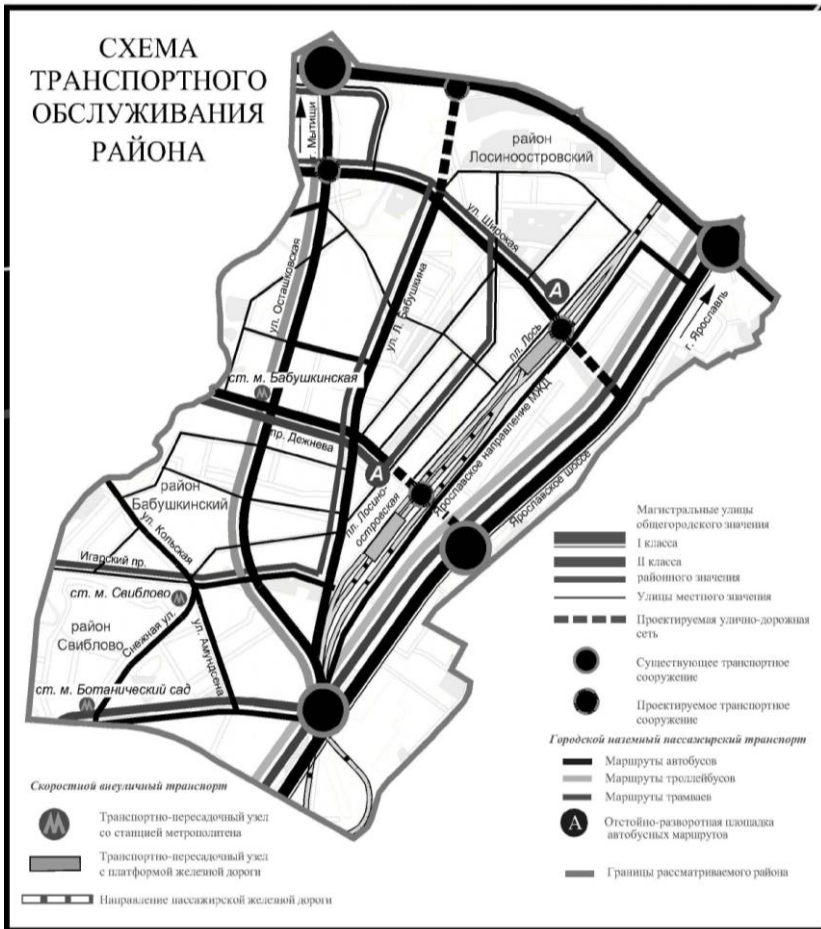 СХЕМА
ТРАНСПОРТНОГО
ОБСЛУЖИВАНИЯ
РАЙОНА
г. Мытищи
район
Лосиноостровский
ул. Широкая
ул. Осташковская
ул. Л. Бабушкина
А
пл. Лось
г. Ярославль
ст. м. Бабушкинская
М
пр. Дежнева
Ярославское направление МЖД
Ярославское шоссе
А
пл. Лосино-
островская
район
Бабушкинский
ул. Кольская
Игарский пр.
ст. м. Свиблово
М
район
Свиблово
Снежная ул.
ул. Амундсена
ст. м. Ботанический сад
М
Магистральные улицы
общегородского значения
I класса
II класса
районного значения
Улицы местного значения
Проектируемая улично-дорожная
сеть
Существующее транспортное
сооружение
Проектируемое транспортное
сооружение
Городской наземный пассажирский транспорт
Маршруты автобусов
Маршруты троллейбусов
Маршруты трамваев
А
Отстойно-разворотная площадка
автобусных маршрутов
Границы рассматриваемого района
Скоростной внеуличный транспорт
М
Транспортно-пересадочный узел
со станцией метрополитена
Транспортно-пересадочный узел
с платформой железной дороги
Направление пассажирской железной дороги